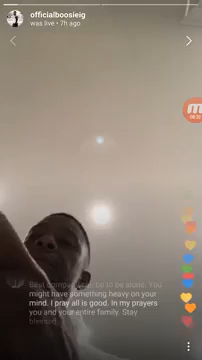 officialboosieig
was live • 7h ago
to be alone. You
might have something heavy on your
mind. I pray all is good. In my prayers
you and your entire family. Stay
blessed